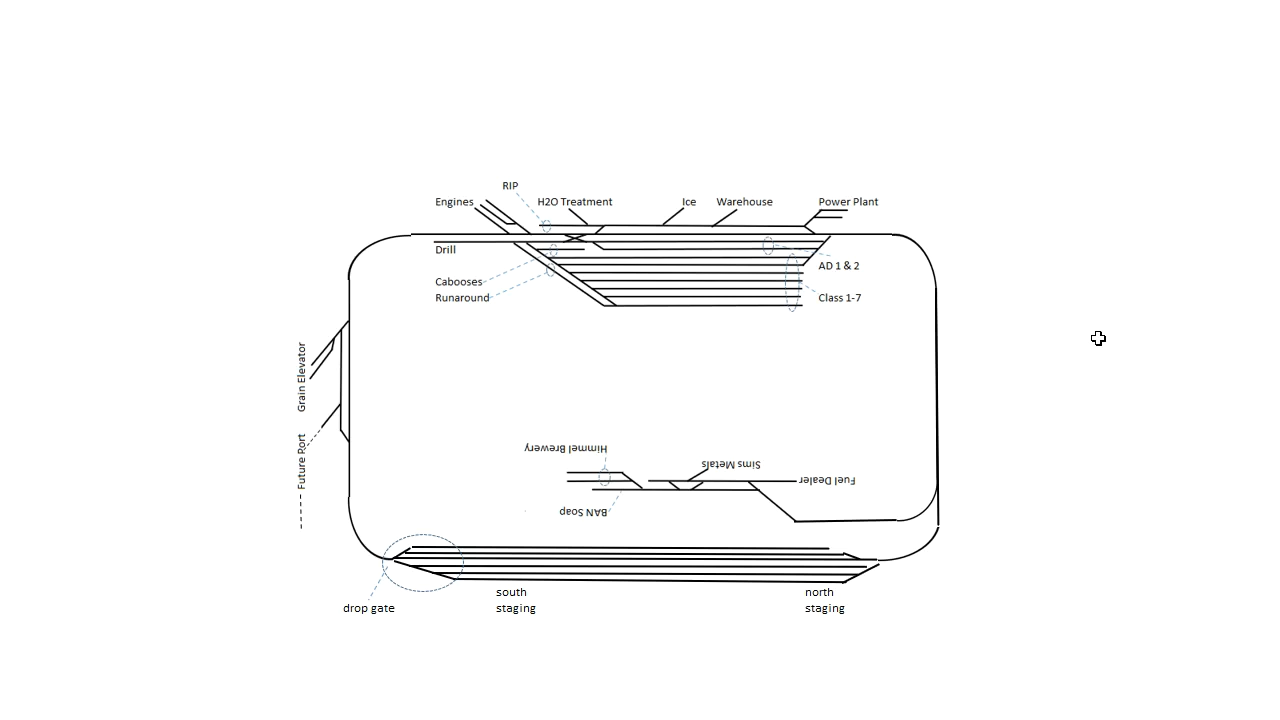 RIP
Engines
H2O Treatment
Ice
Warehouse
Power Plant
Drill
AD 1 & 2
Cabooses
Runaround
Class 1-7
Grain Elevator
Future Port
Himmel Brewery
Sims Metals
Fuel Dealer
BAN Soap
drop gate
south
staging
north
staging